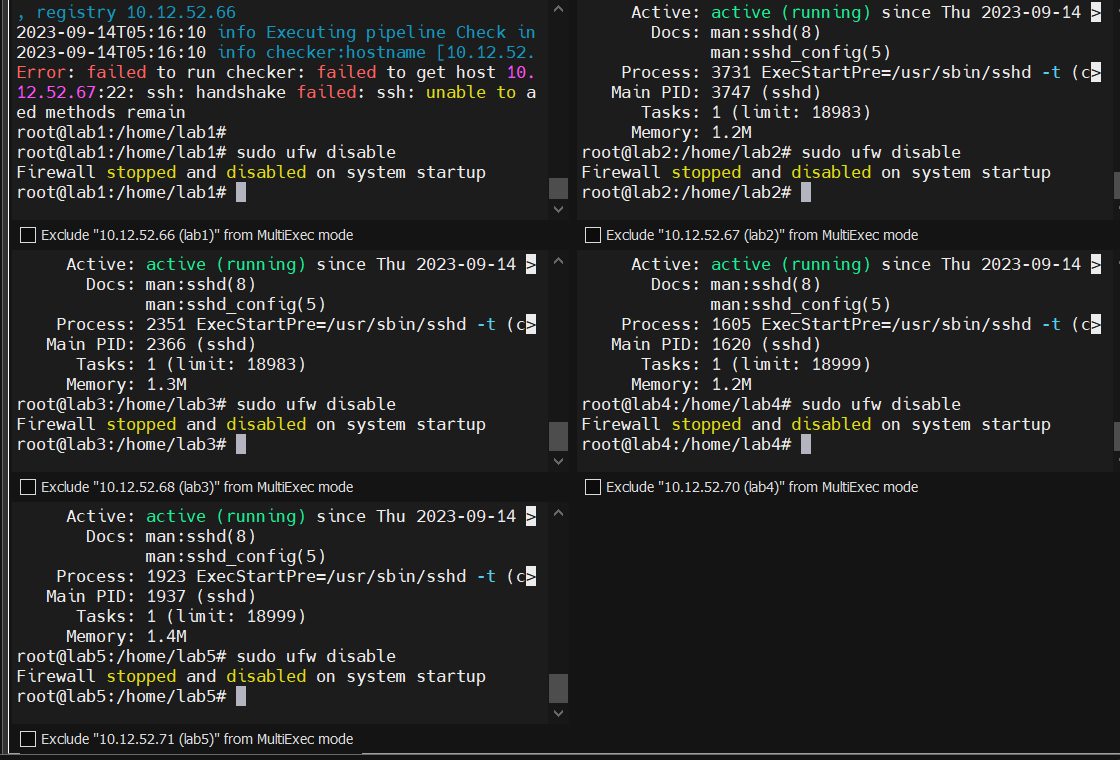 , registry 10.12.52.66
2023-09-14T05:16:10 info Executing pipeline Check in
2023-09-14T05:16:10 info checker:hostname [10.12.52.
Error: failed to run checker: failed to get host 10.
12.52.67:22: ssh: handshake failed: ssh: unable to a
ed methods remain
root@lab1:/home/lab1#
root@lab1:/home/lab1# sudo ufw disable
Firewall stopped and disabled on system startup
root@lab1:/home/lab1#
Exclude "10.12.52.66 (lab1)" from MultiExec mode
Active: active (running) since Thu 2023-09-14 >
Docs: man:sshd(8)
man:sshd_config(5)
Process: 3731 ExecStartPre=/usr/sbin/sshd -t (c>
Main PID: 3747 (sshd)
Tasks: 1 (limit: 18983)
Memory: 1.2M
root@lab2:/home/lab2# sudo ufw disable
Firewall stopped and disabled on system startup
root@lab2:/home/lab2#
Exclude "10.12.52.67 (lab2)" from MultiExec mode
Active: active (running) since Thu 2023-09-14 >
Docs: man:sshd(8)
man:sshd_config(5)
Process: 2351 ExecStartPre=/usr/sbin/sshd -t (c>
Main PID: 2366 (sshd)
Tasks: 1 (limit: 18983)
Memory: 1.3M
root@lab3:/home/lab3# sudo ufw disable
Firewall stopped and disabled on system startup
root@lab3:/home/lab3#
Exclude "10.12.52.68 (lab3)" from MultiExec mode
Active: active (running) since Thu 2023-09-14 >
Docs: man:sshd(8)
man:sshd_config(5)
Process: 1605 ExecStartPre=/usr/sbin/sshd -t (c>
Main PID: 1620 (sshd)
Tasks: 1 (limit: 18999)
Memory: 1.2M
root@lab4:/home/lab4# sudo ufw disable
Firewall stopped and disabled on system startup
root@lab4:/home/lab4#
Exclude "10.12.52.70 (lab4)" from MultiExec mode
Active: active (running) since Thu 2023-09-14 >
Docs: man:sshd(8)
man:sshd_config(5)
Process: 1923 ExecStartPre=/usr/sbin/sshd -t (c>
Main PID: 1937 (sshd)
Tasks: 1 (limit: 18999)
Memory: 1.4M
root@lab5:/home/lab5# sudo ufw disable
Firewall stopped and disabled on system startup
root@lab5:/home/lab5#
Exclude "10.12.52.71 (lab5)" from MultiExec mode